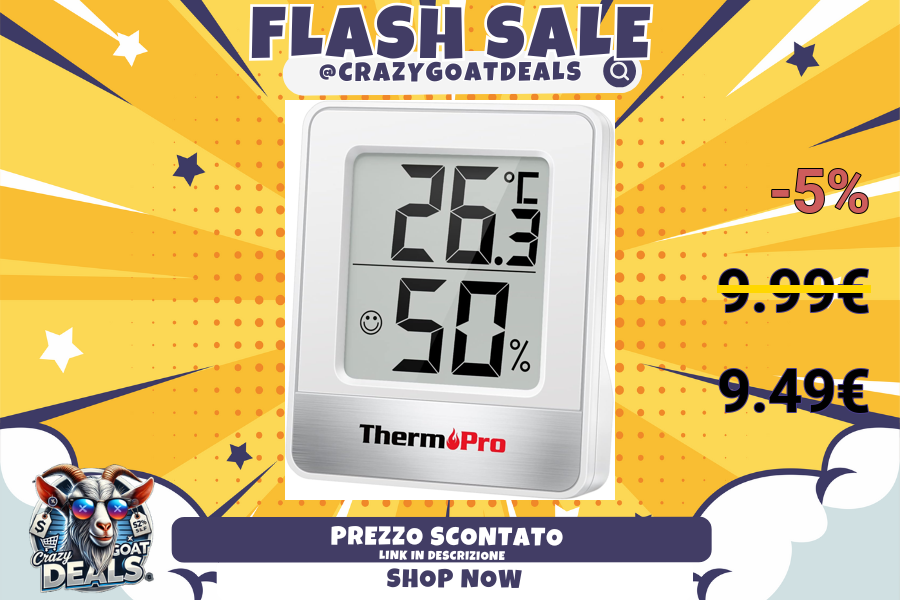 FLASH SALE
@CRAZYGOATDEALS
26.3 °C
50 %
ThermoPro
-5%
9.99€
9.49€
$
52%
Crazy
GOAT
DEALS
PREZZO SCONTATO
LINK IN DESCRIZIONE
SHOP NOW